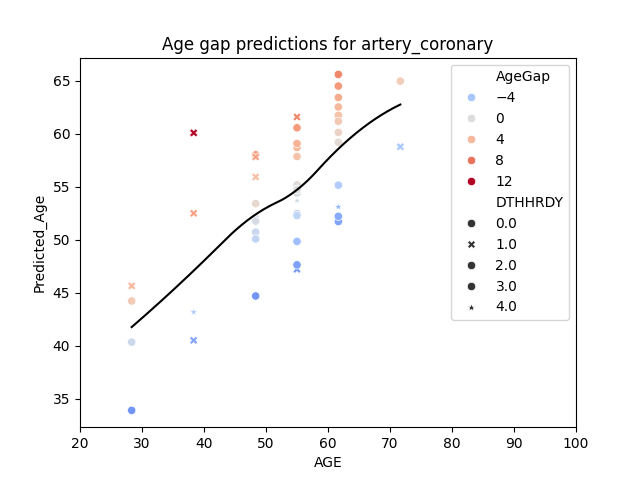 Age gap predictions for artery_coronary
Predicted_Age
65
60
55
50
45
40
35
20 30 40 50 60 70 80 90 100
AGE
AgeGap
−4
0
4
8
12
DTHHRDY
0.0
1.0
2.0
3.0
4.0